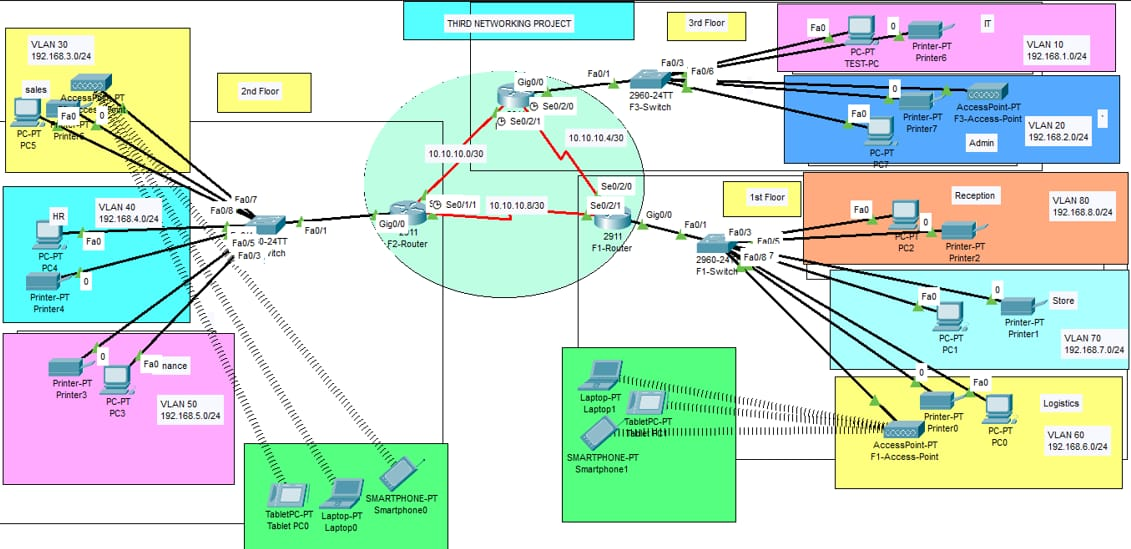 THIRD NETWORKING PROJECT
3rd Floor
IT
VLAN 10
192.168.1.0/24
Fa0
PC-PT
TEST-PC
0
Printer-PT
Printer6
Fa0/1
Fa0/3
Fa0/6
2960-24TT
F3-Switch
0
Printer-PT
Printer7
AccessPoint-PT
F3-Access-Point
VLAN 20
192.168.2.0/24
Fa0
PC-PT
PC7
Admin
VLAN 30
192.168.3.0/24
sales
Fa0
0
PC-PT
PC5
2nd Floor
Gig0/0
Se0/2/0
Se0/2/1
10.10.10.0/30
10.10.10.4/30
10.10.10.8/30
Se0/1/1
Gig0/0
F2-Router
Se0/2/0
Se0/2/1
Gig0/0
2911
F1-Router
1st Floor
Fa0/1
Fa0/3
Fa0/8
F1-Switch
Reception
VLAN 80
192.168.8.0/24
Fa0
PC-PT
PC2
0
Printer-PT
Printer2
Fa0
PC-PT
PC1
0
Printer-PT
Printer1
Store
VLAN 70
192.168.7.0/24
HR
VLAN 40
192.168.4.0/24
Fa0
PC-PT
PC4
0
Printer-PT
Printer4
Fa0/7
Fa0/8
Fa0/5
Fa0/3
Fa0/1
0
Printer-PT
Printer3
Fa0
PC-PT
PC3
VLAN 50
192.168.5.0/24
TabletPC-PT
Tablet PC0
Laptop-PT
Laptop0
SMARTPHONE-PT
Smartphone0
Laptop-PT
Laptop1
TabletPC-PT
SMARTPHONE-PT
Smartphone1
AccessPoint-PT
F1-Access-Point
0
Printer-PT
Printer0
Fa0
PC-PT
PC0
Logistics
VLAN 60
192.168.6.0/24